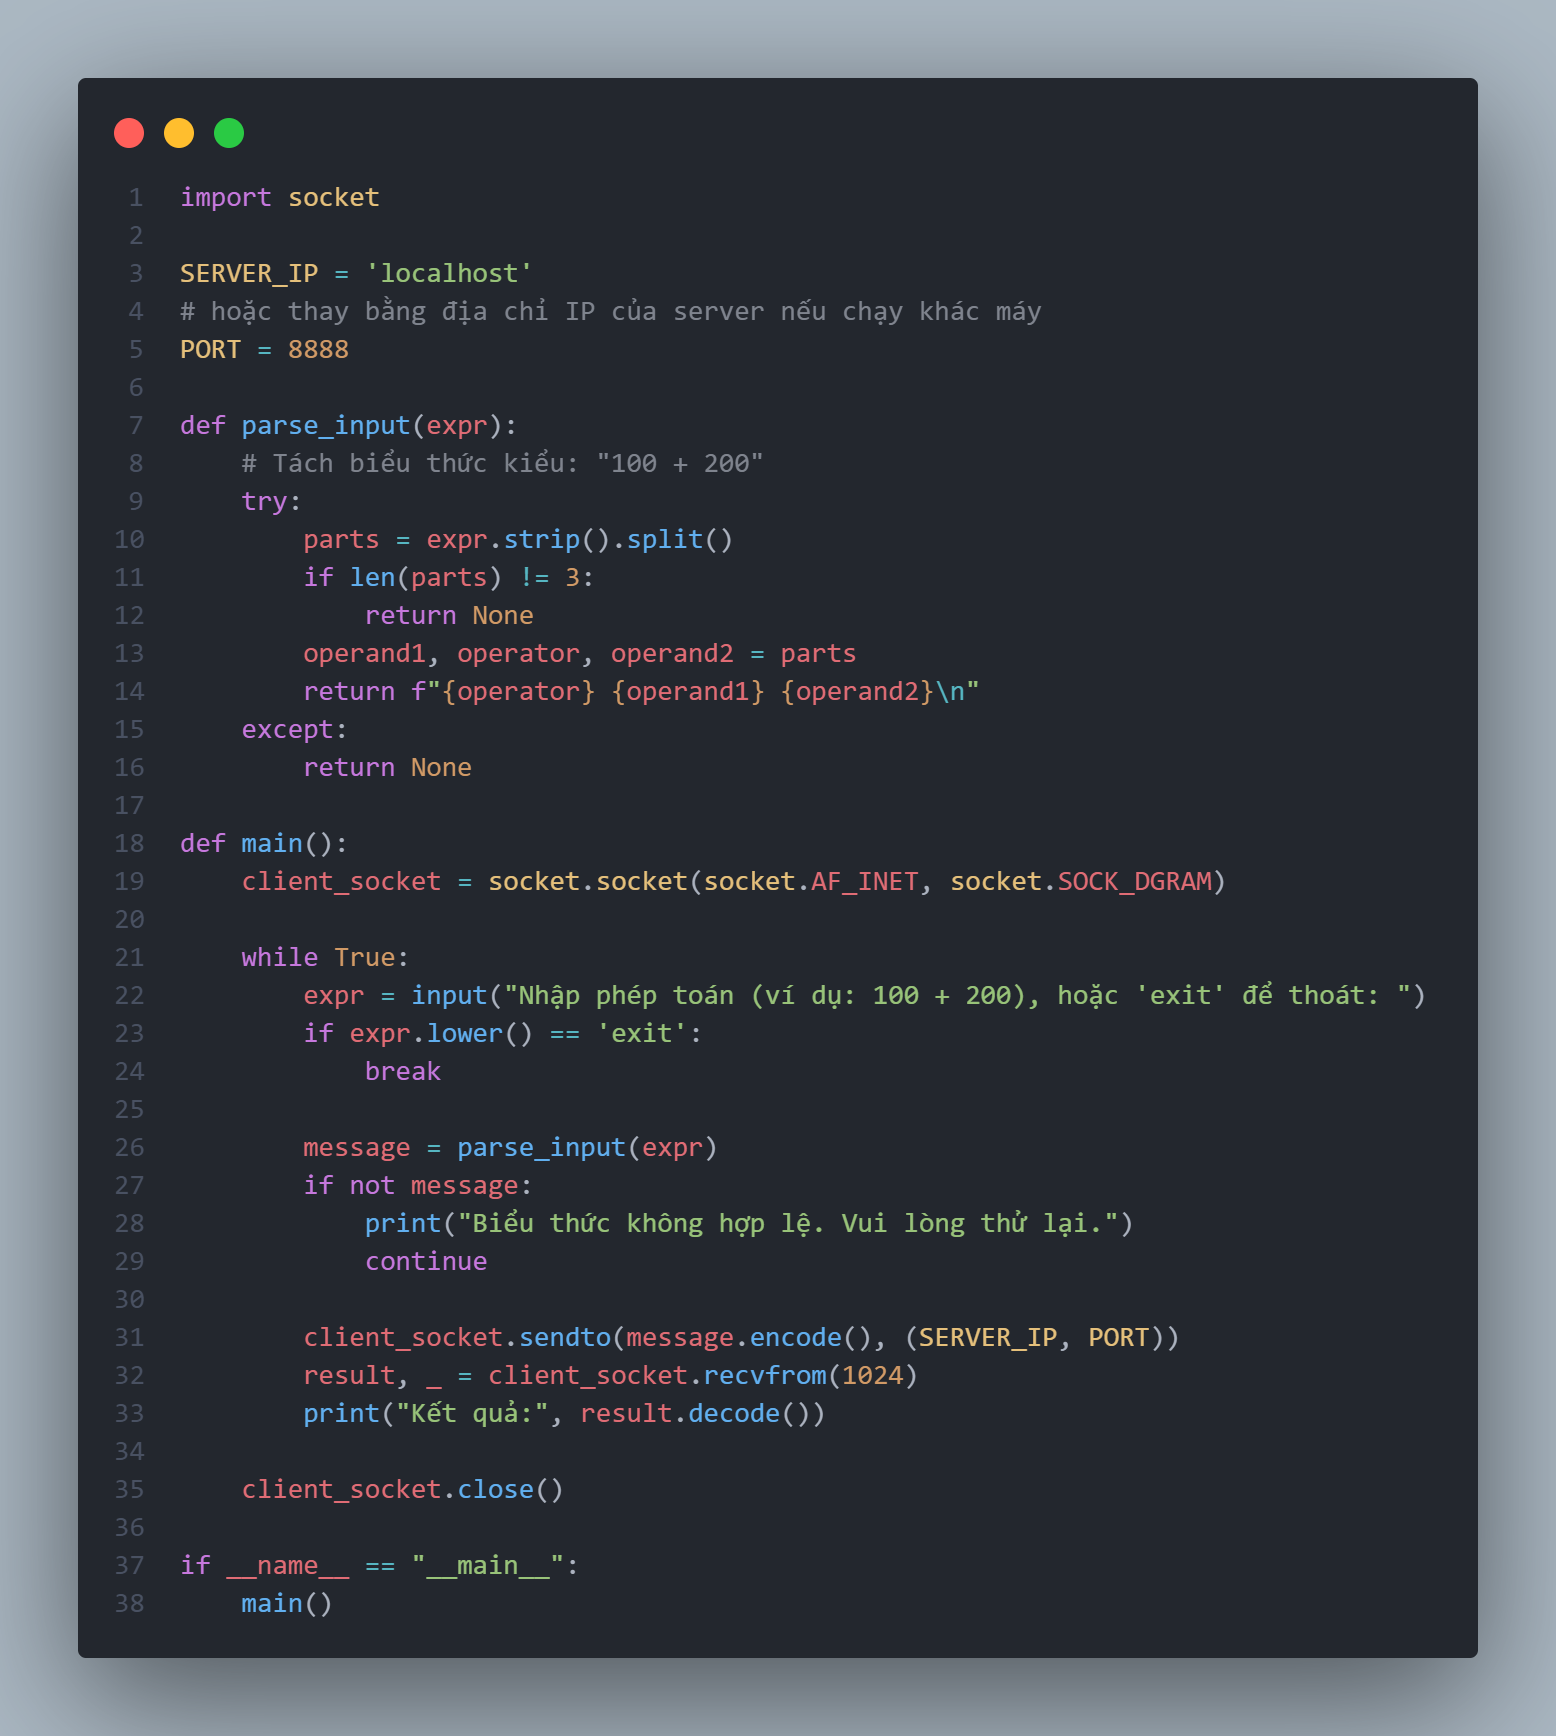 1 import socket
2
3 SERVER_IP = 'localhost'
4 # hoặc thay bằng địa chỉ IP của server nếu chạy khác máy
5 PORT = 8888
6
7 def parse_input(expr):
8     # Tách biểu thức kiểu: "100 + 200"
9     try:
10         parts = expr.strip().split()
11         if len(parts) != 3:
12             return None
13         operand1, operator, operand2 = parts
14         return f"{operator} {operand1} {operand2}\n"
15     except:
16         return None
17
18 def main():
19     client_socket = socket.socket(socket.AF_INET, socket.SOCK_DGRAM)
20
21     while True:
22         expr = input("Nhập phép toán (ví dụ: 100 + 200), hoặc 'exit' để thoát: ")
23         if expr.lower() == 'exit':
24             break
25
26         message = parse_input(expr)
27         if not message:
28             print("Biểu thức không hợp lệ. Vui lòng thử lại.")
29             continue
30
31         client_socket.sendto(message.encode(), (SERVER_IP, PORT))
32         result, _ = client_socket.recvfrom(1024)
33         print("Kết quả:", result.decode())
34
35     client_socket.close()
36
37 if __name__ == "__main__":
38     main()